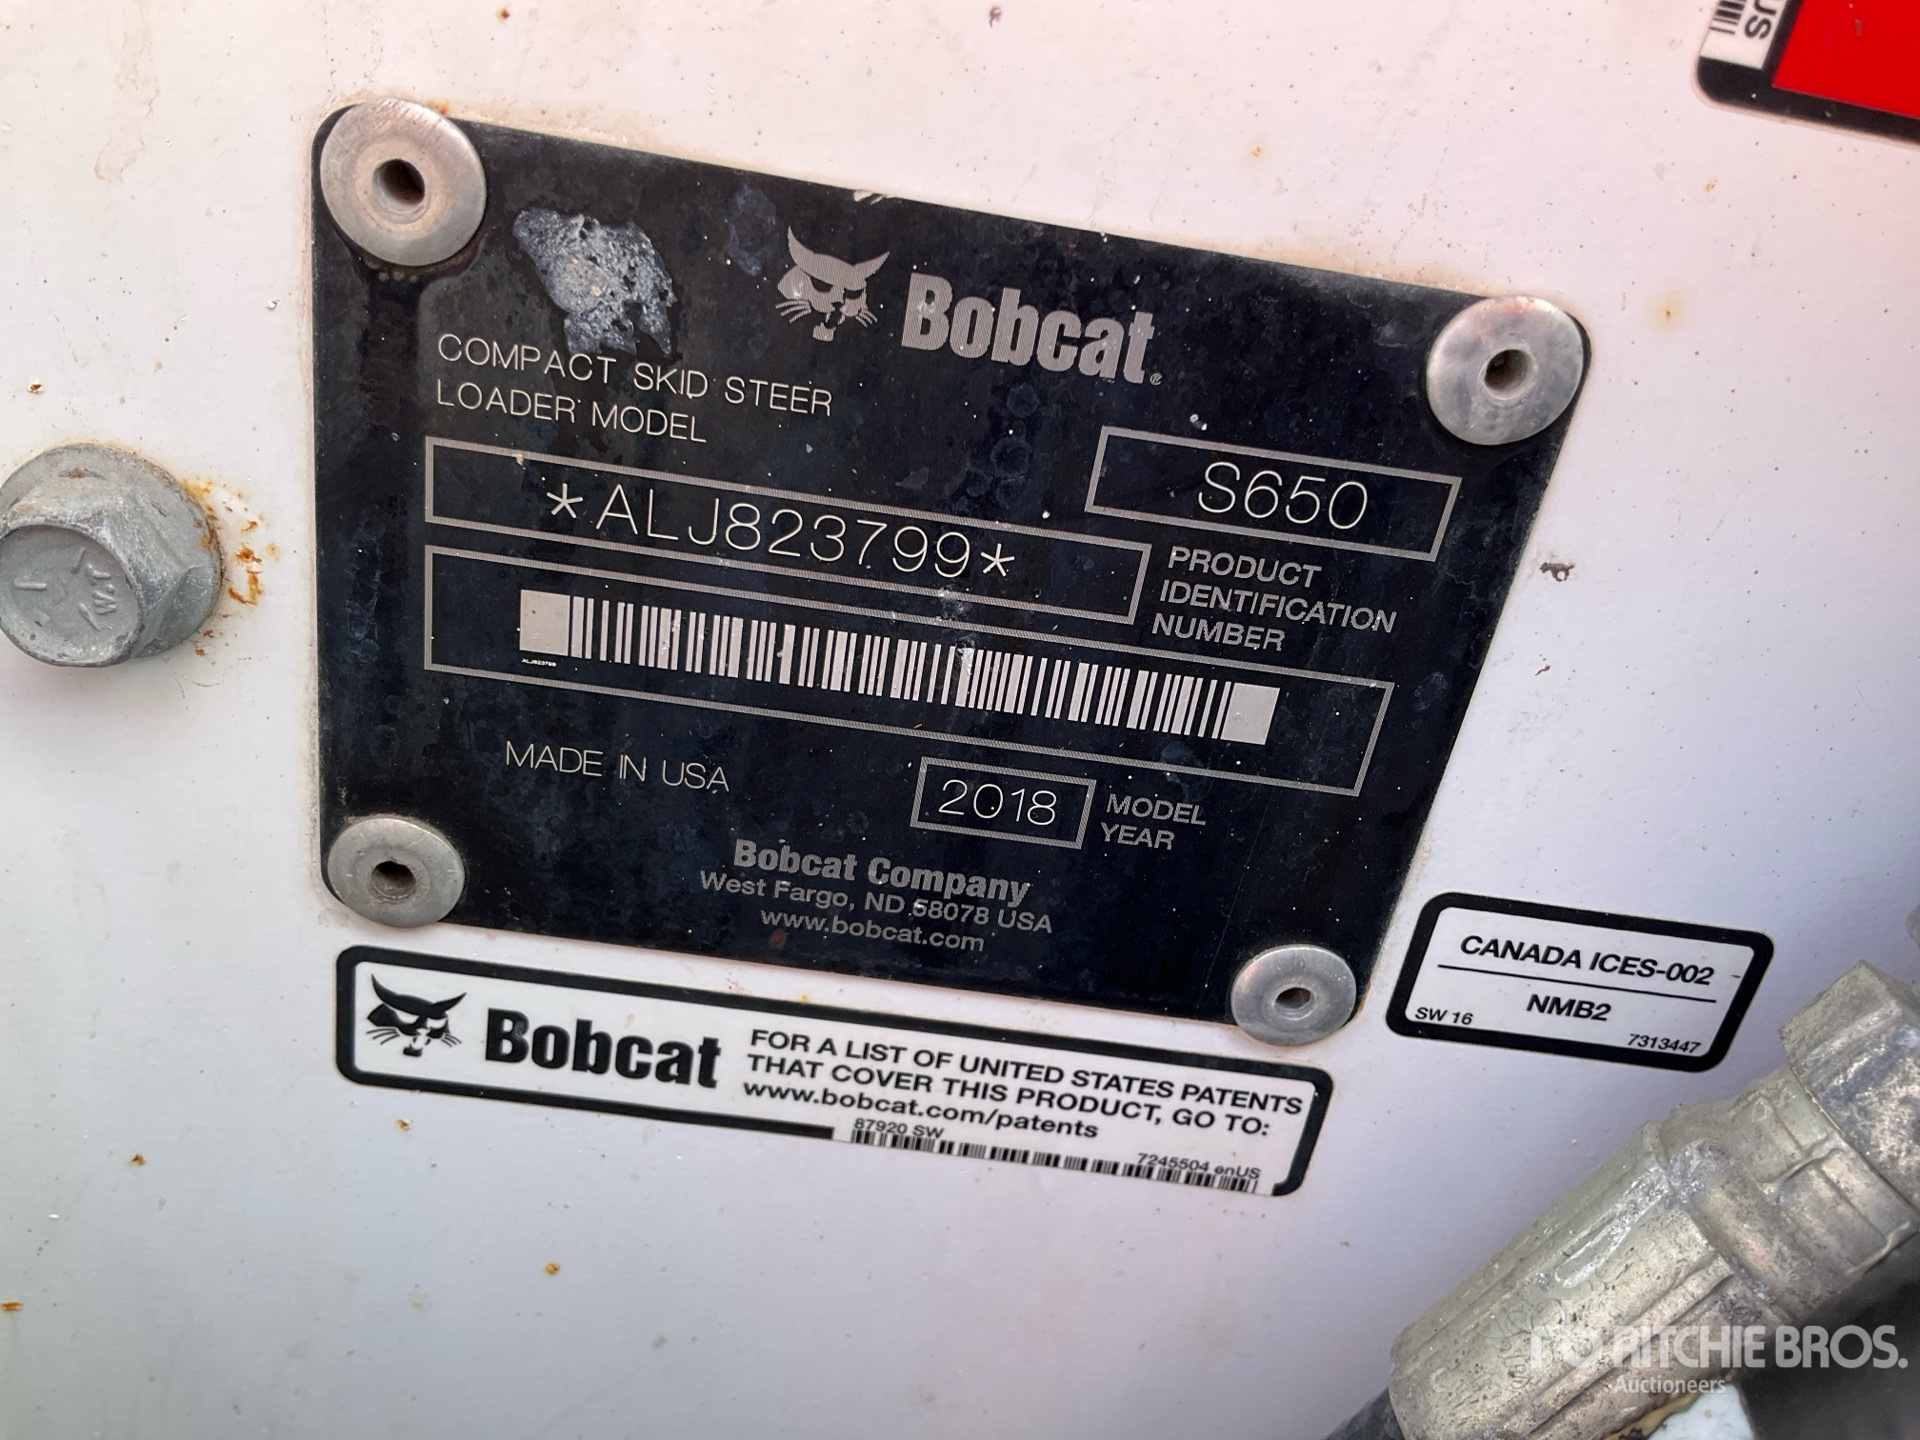 US
Bobcat®
COMPACT SKID STEER
LOADER MODEL
S650
*ALJ823799*
PRODUCT
IDENTIFICATION
NUMBER
ALJ823799
MADE IN USA
2018
MODEL
YEAR
Bobcat Company
West Fargo, ND 58078 USA
www.bobcat.com
CANADA ICES-002
NMB2
SW 16
7313447
Bobcat
FOR A LIST OF UNITED STATES PATENTS
THAT COVER THIS PRODUCT, GO TO:
www.bobcat.com/patents
87920 SW
7245504 enUS
W.T
RITCHIE BROS.
Auctioneers